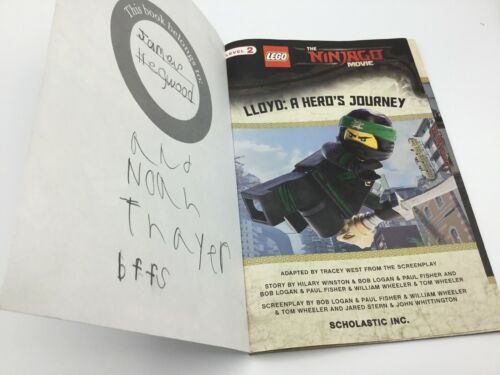 This book belongs to:
James
Hegwood
and
Noah
Thayer
bffs
LEVEL 2
LEGO
THE
NINJAGO
MOVIE
LLOYD: A HERO'S JOURNEY
ADAPTED BY TRACEY WEST FROM THE SCREENPLAY
STORY BY HILARY WINSTON & BOB LOGAN & PAUL FISHER AND
BOB LOGAN & PAUL FISHER & WILLIAM WHEELER & TOM WHEELER
SCREENPLAY BY BOB LOGAN & PAUL FISHER & WILLIAM WHEELER
& TOM WHEELER AND JARED STERN & JOHN WHITTINGTON
SCHOLASTIC INC.